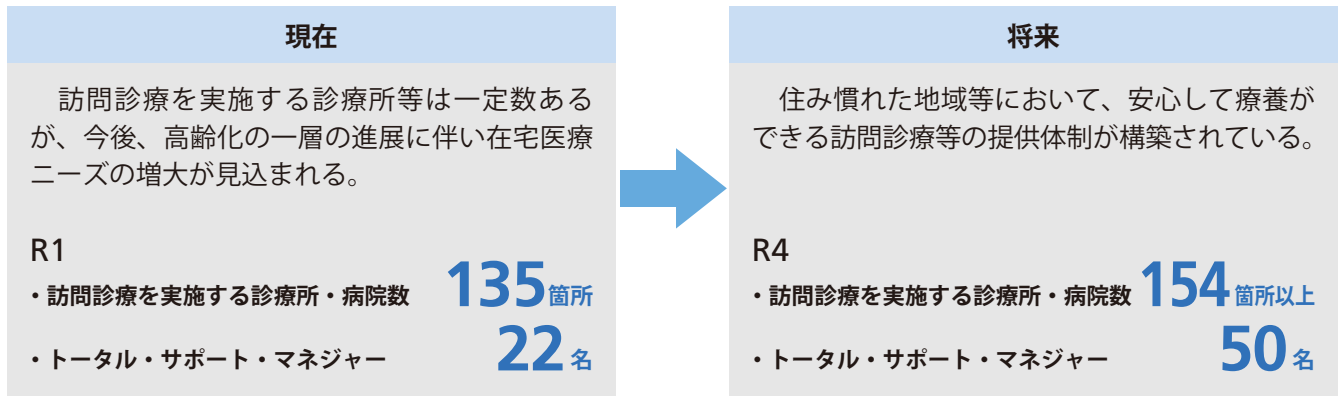 現在
　訪問診療を実施する診療所等は一定数ある
が、今後、高齢化の一層の進展に伴い在宅医療
ニーズの増大が見込まれる。
R1
・訪問診療を実施する診療所・病院数 135箇所
・トータル・サポート・マネジャー 22名
将来
　住み慣れた地域等において、安心して療養が
できる訪問診療等の提供体制が構築されている。
R4
・訪問診療を実施する診療所・病院数 154箇所以上
・トータル・サポート・マネジャー 50名